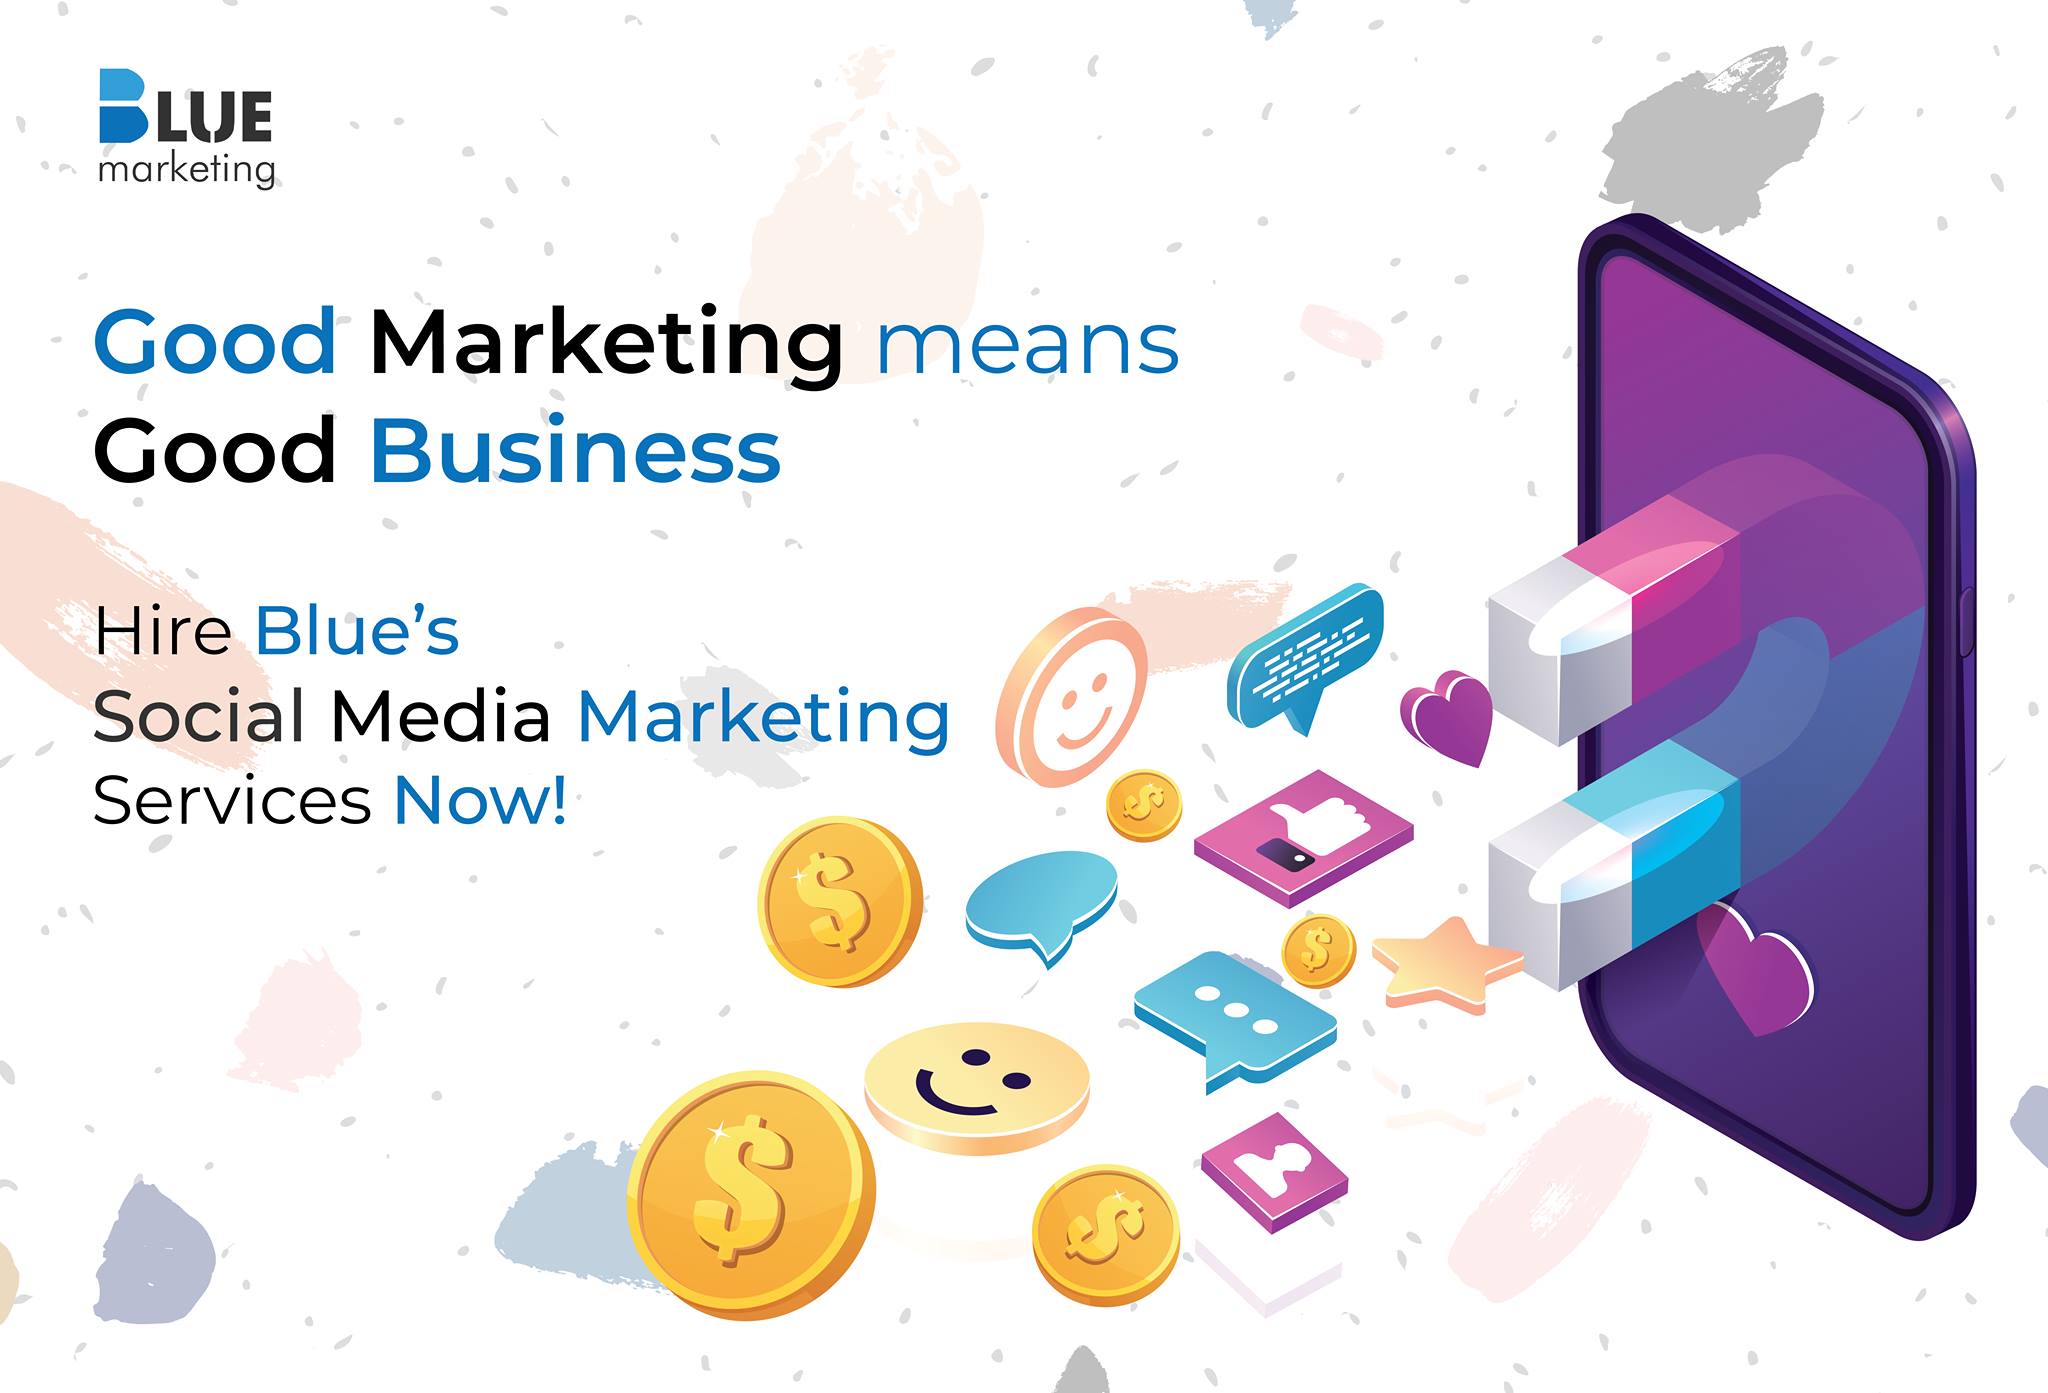 BLUE
marketing
Good Marketing means
Good Business
Hire Blue’s
Social Media Marketing
Services Now!